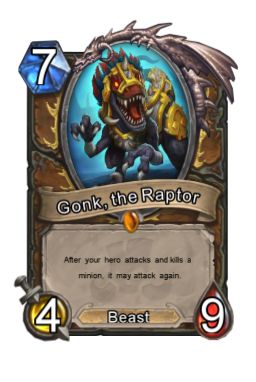 7
Gonk, the Raptor
After your hero attacks and kills a
minion, it may attack again.
4
Beast
9